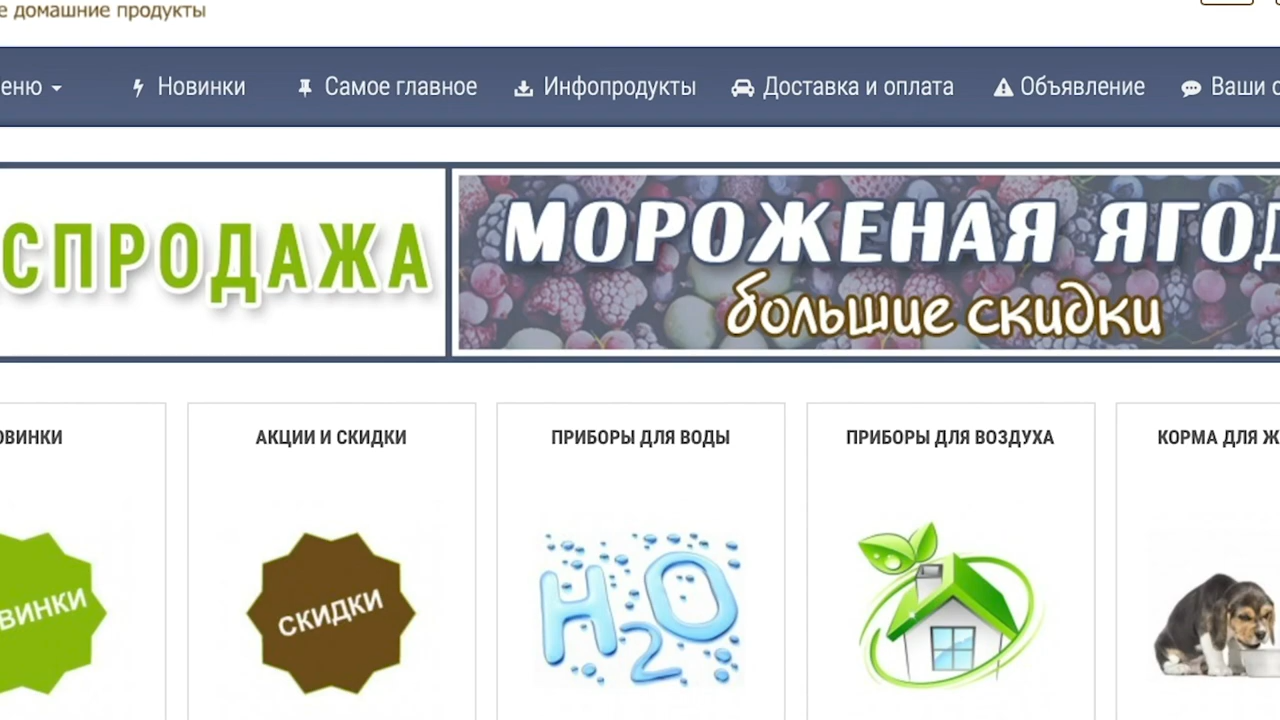 е домашние продукты
еню Новинки Самое главное Инфопродукты Доставка и оплата Объявление Ваши о
СПРОДАЖА
МОРОЖЕНАЯ ЯГОД
большие скидки
ОВИНКИ АКЦИИ И СКИДКИ ПРИБОРЫ ДЛЯ ВОДЫ ПРИБОРЫ ДЛЯ ВОЗДУХА КОРМА ДЛЯ Ж
ВИНКИ СКИДКИ H2O